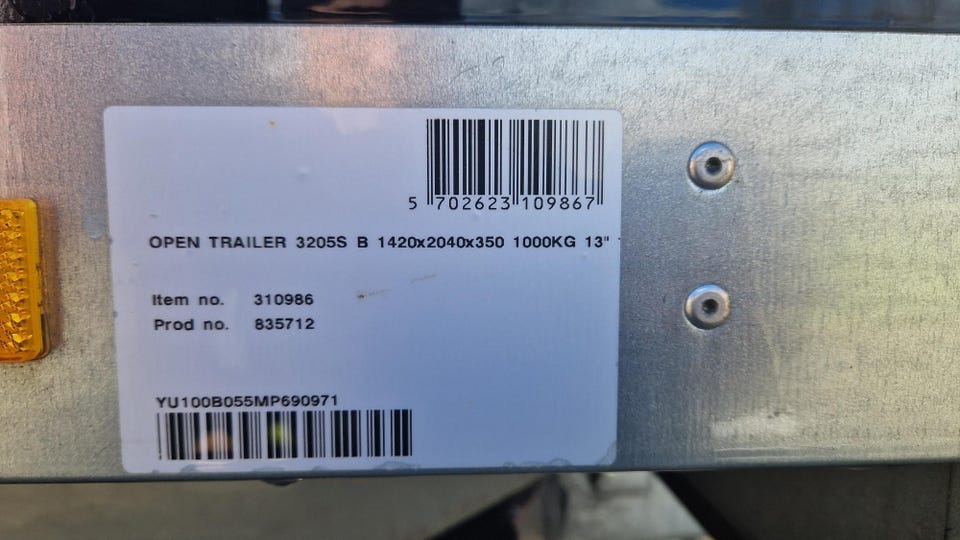 5 702623 109867
OPEN TRAILER 3205S B 1420x2040x350 1000KG 13"
Item no. 310986
Prod no. 835712
YU100B055MP690971